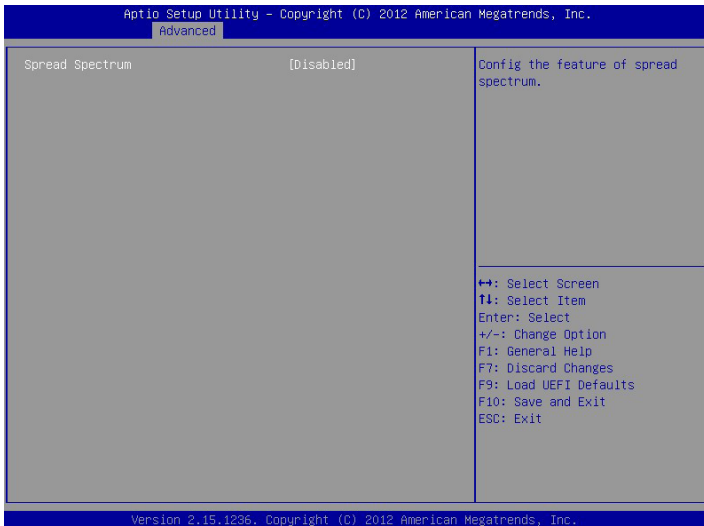 Aptio Setup Utility – Copyright (C) 2012 American Megatrends, Inc.
Advanced
Spread Spectrum [Disabled]
Config the feature of spread
spectrum.
↔: Select Screen
↑↓: Select Item
Enter: Select
+/-: Change Option
F1: General Help
F7: Discard Changes
F9: Load UEFI Defaults
F10: Save and Exit
ESC: Exit
Version 2.15.1236. Copyright (C) 2012 American Megatrends, Inc.